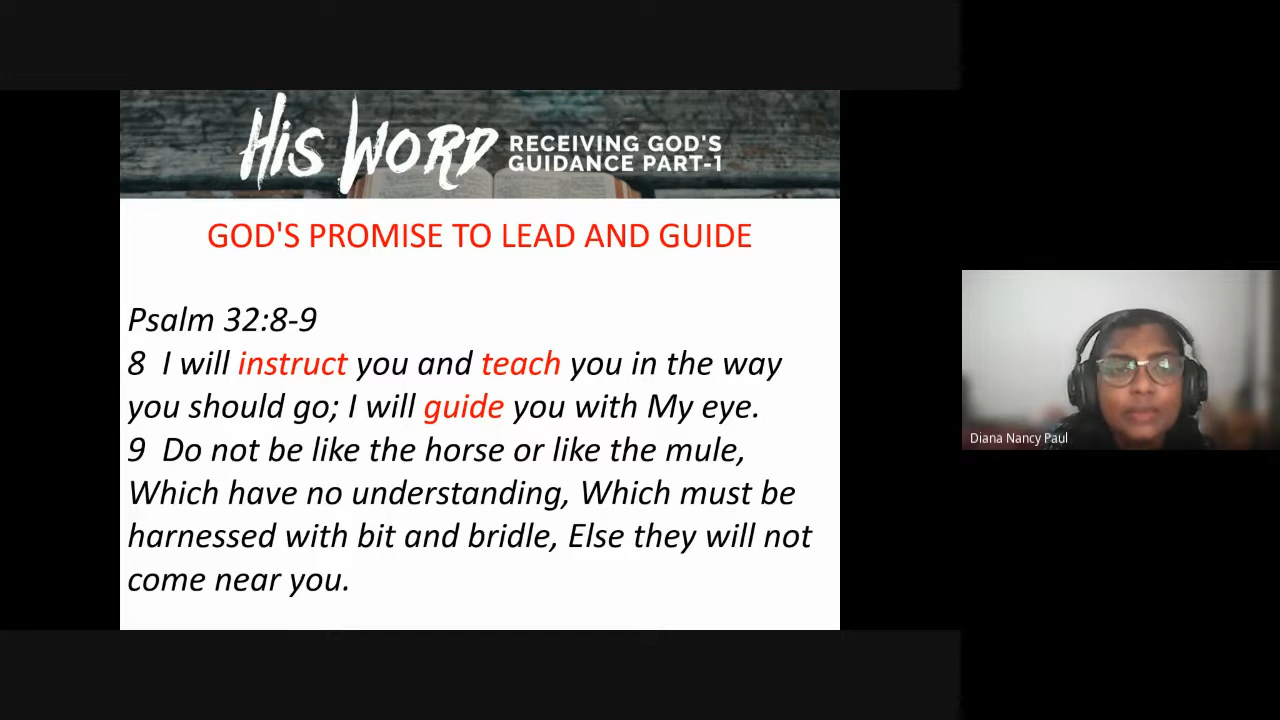 His Word RECEIVING GOD'S
GUIDANCE PART-1
GOD'S PROMISE TO LEAD AND GUIDE
Psalm 32:8-9
8 I will instruct you and teach you in the way
you should go; I will guide you with My eye.
9 Do not be like the horse or like the mule,
Which have no understanding, Which must be
harnessed with bit and bridle, Else they will not
come near you.
Diana Nancy Paul